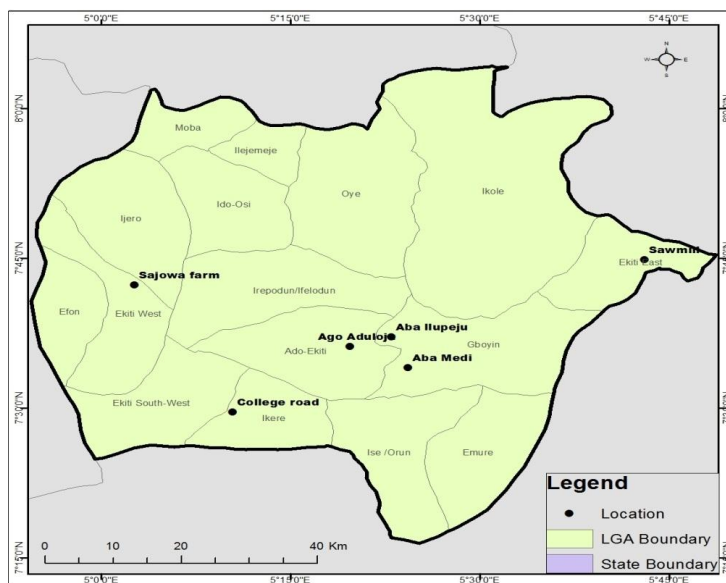 5°0'0"E 5°15'0"E 5°30'0"E 5°45'0"E
N
W E
S
8°0'0"N
Moba
Ilejemeje
Oye
Ikole
Ido-Osi
Ijero
7°45'0"N
Sawmill
Ekiti East
Sajowa farm
Irepodun/Ifelodun
Efon
Ekiti West
Aba Ilupeju
Ago Aduloju
Gboyin
Ado-Ekiti
Aba Medi
Ekiti South-West
College road
7°30'0"N
Ikere
Ise /Orun
Emure
Legend
Location
LGA Boundary
State Boundary
0 10 20 40 Km
7°15'0"N
5°0'0"E 5°15'0"E 5°30'0"E 5°45'0"E